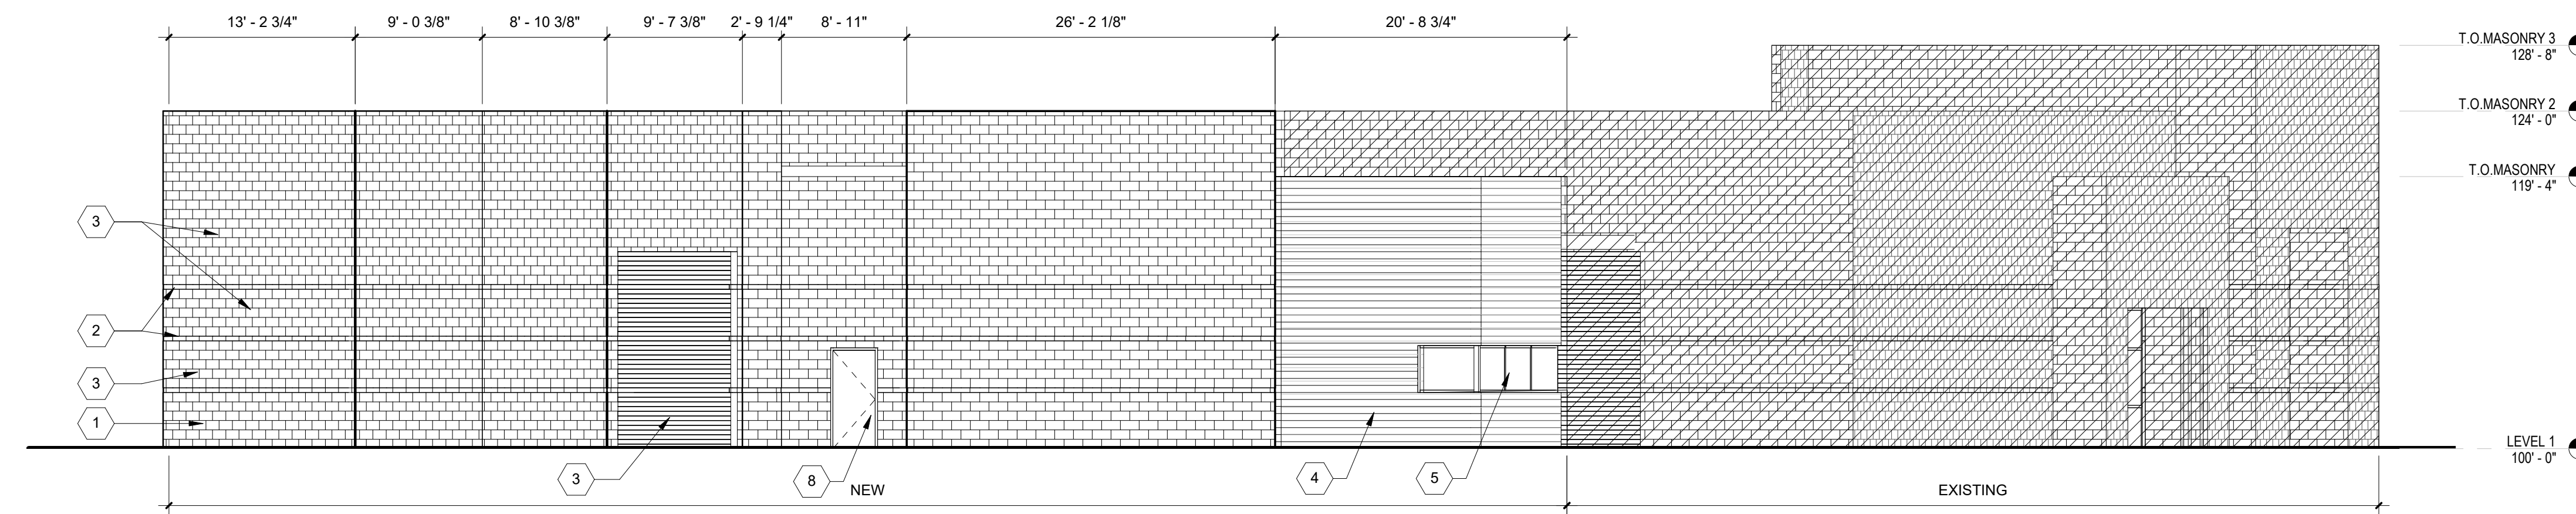 13' - 2 3/4"
9' - 0 3/8"
8' - 10 3/8"
9' - 7 3/8"
2' - 9 1/4"
8' - 11"
26' - 2 1/8"
20' - 8 3/4"
T.O.MASONRY 3
128' - 8"
T.O.MASONRY 2
124' - 0"
T.O.MASONRY
119' - 4"
3
2
3
1
LEVEL 1
100' - 0"
3
8
4
5
NEW
EXISTING